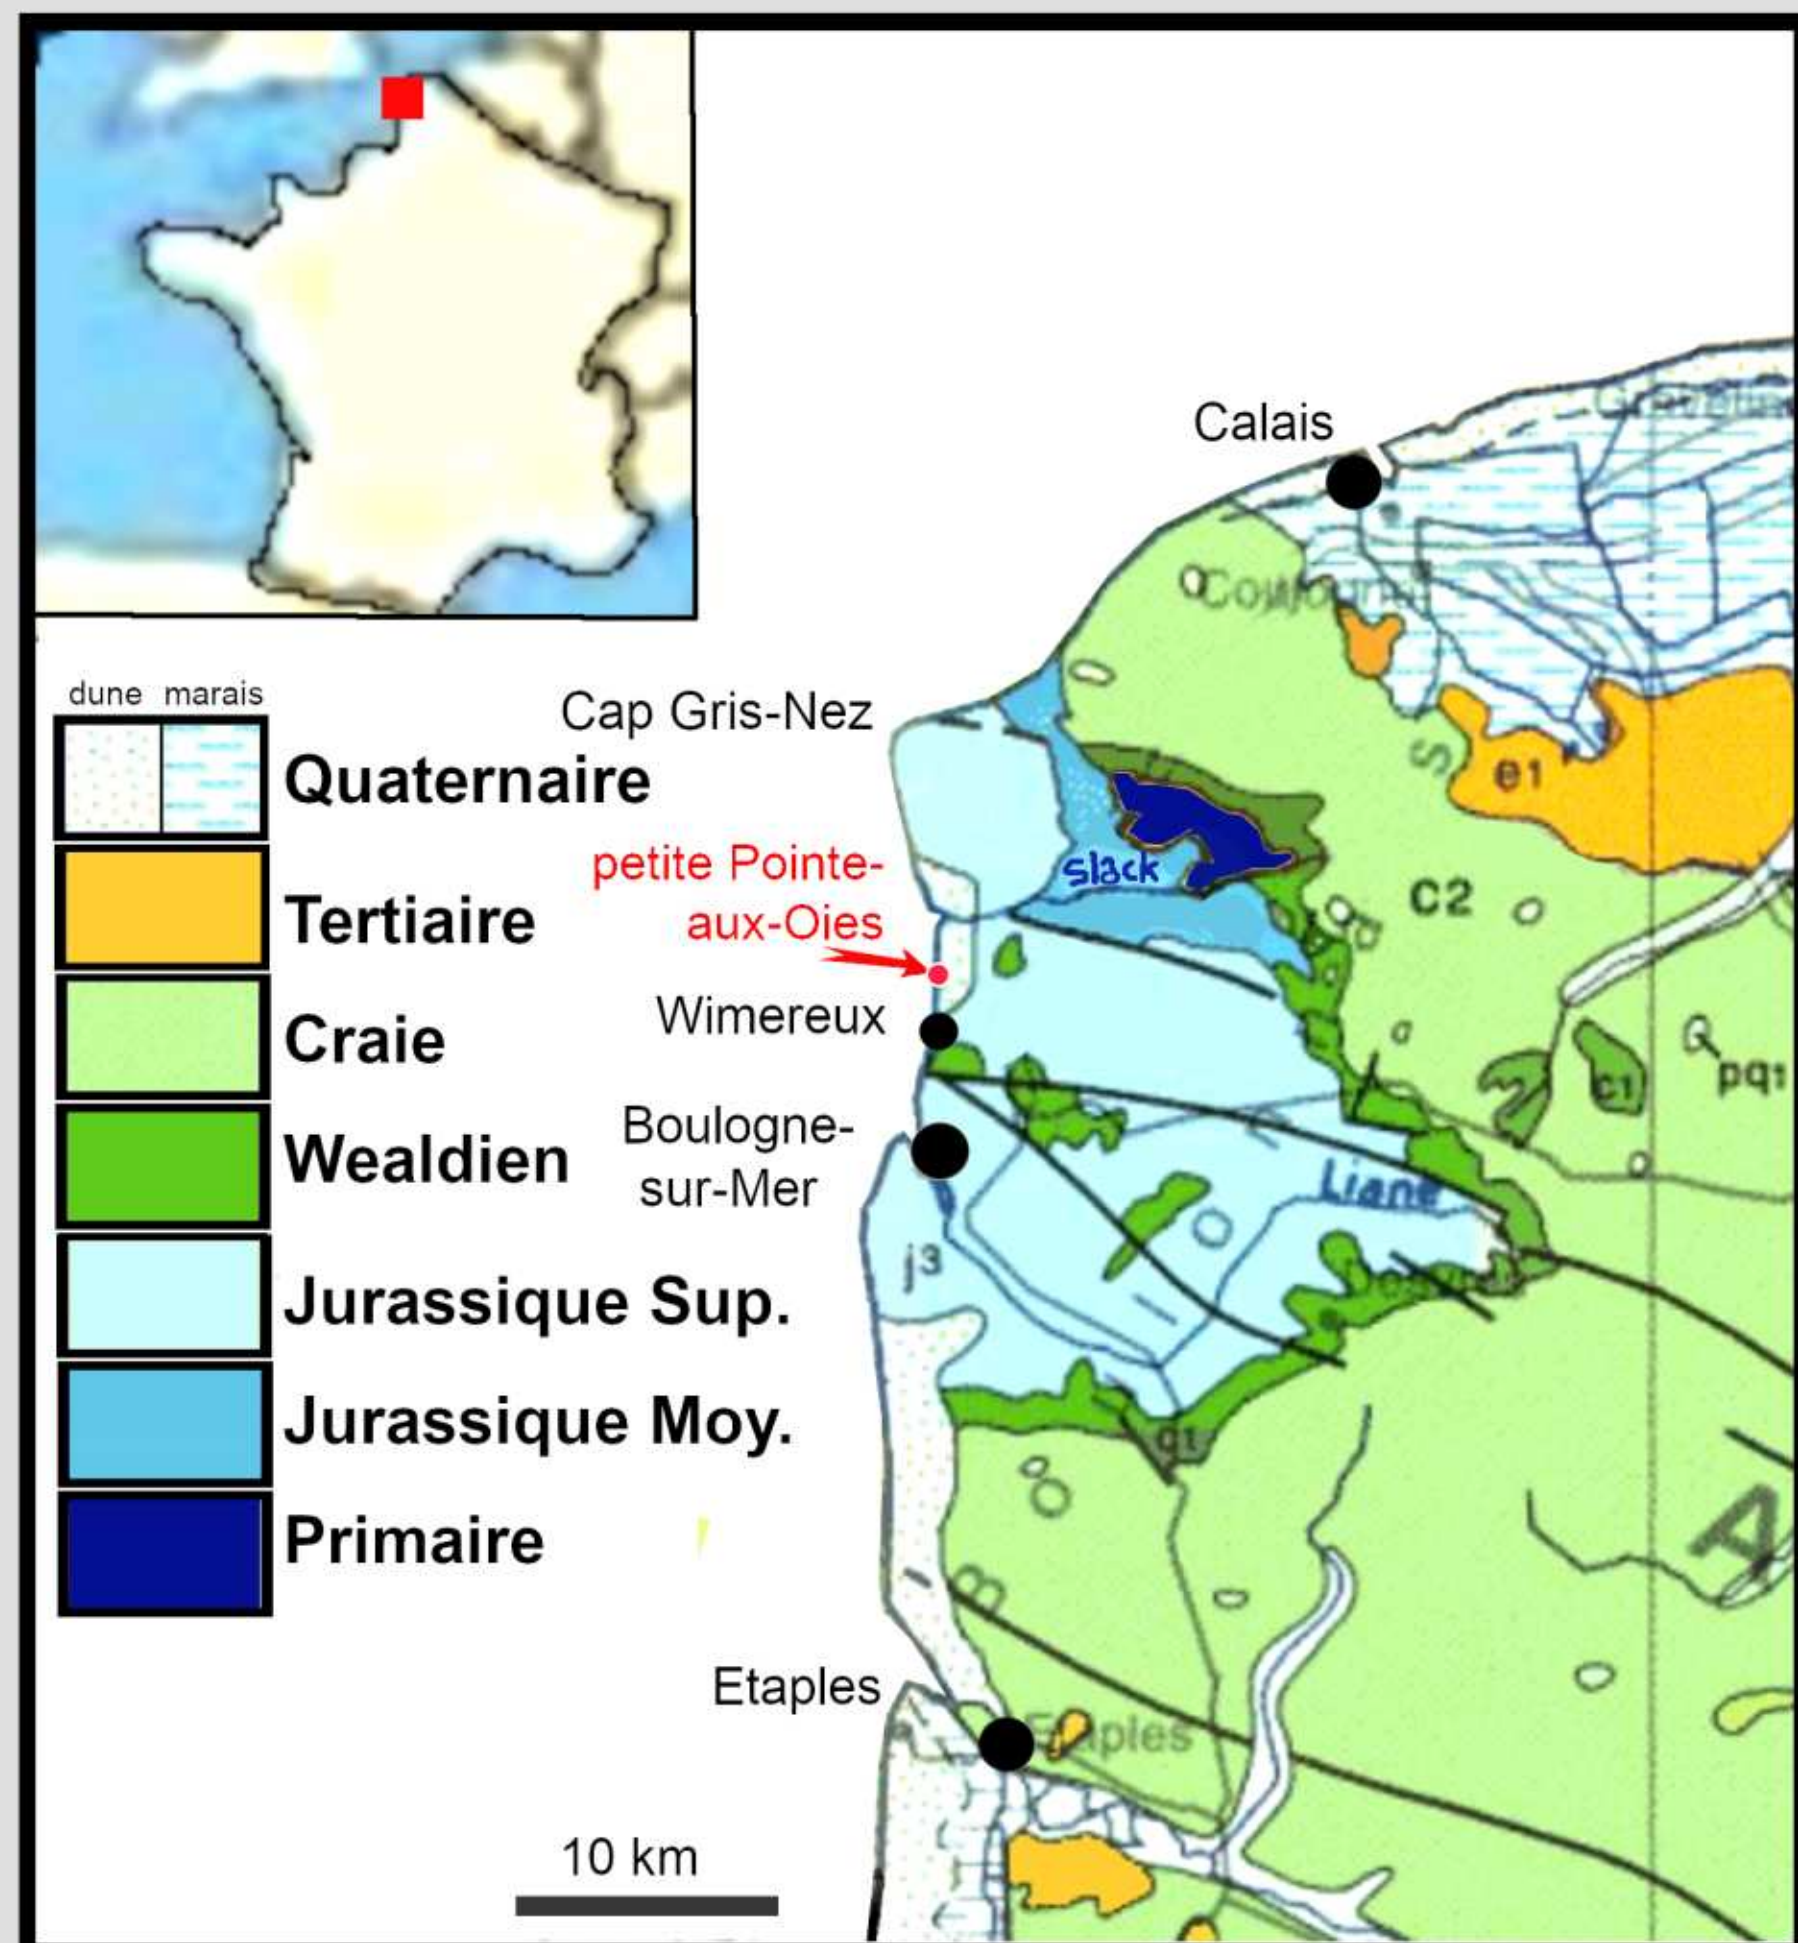 Calais
Cap Gris-Nez
dune marais
Quaternaire
petite Pointe-
aux-Oies
Slack
e1
S
C2
Tertiaire
Wimereux
Craie
c1
pq1
Boulogne-
sur-Mer
Wealdien
Liane
j3
Jurassique Sup.
Jurassique Moy.
A
O
Primaire
B
Etaples
10 km